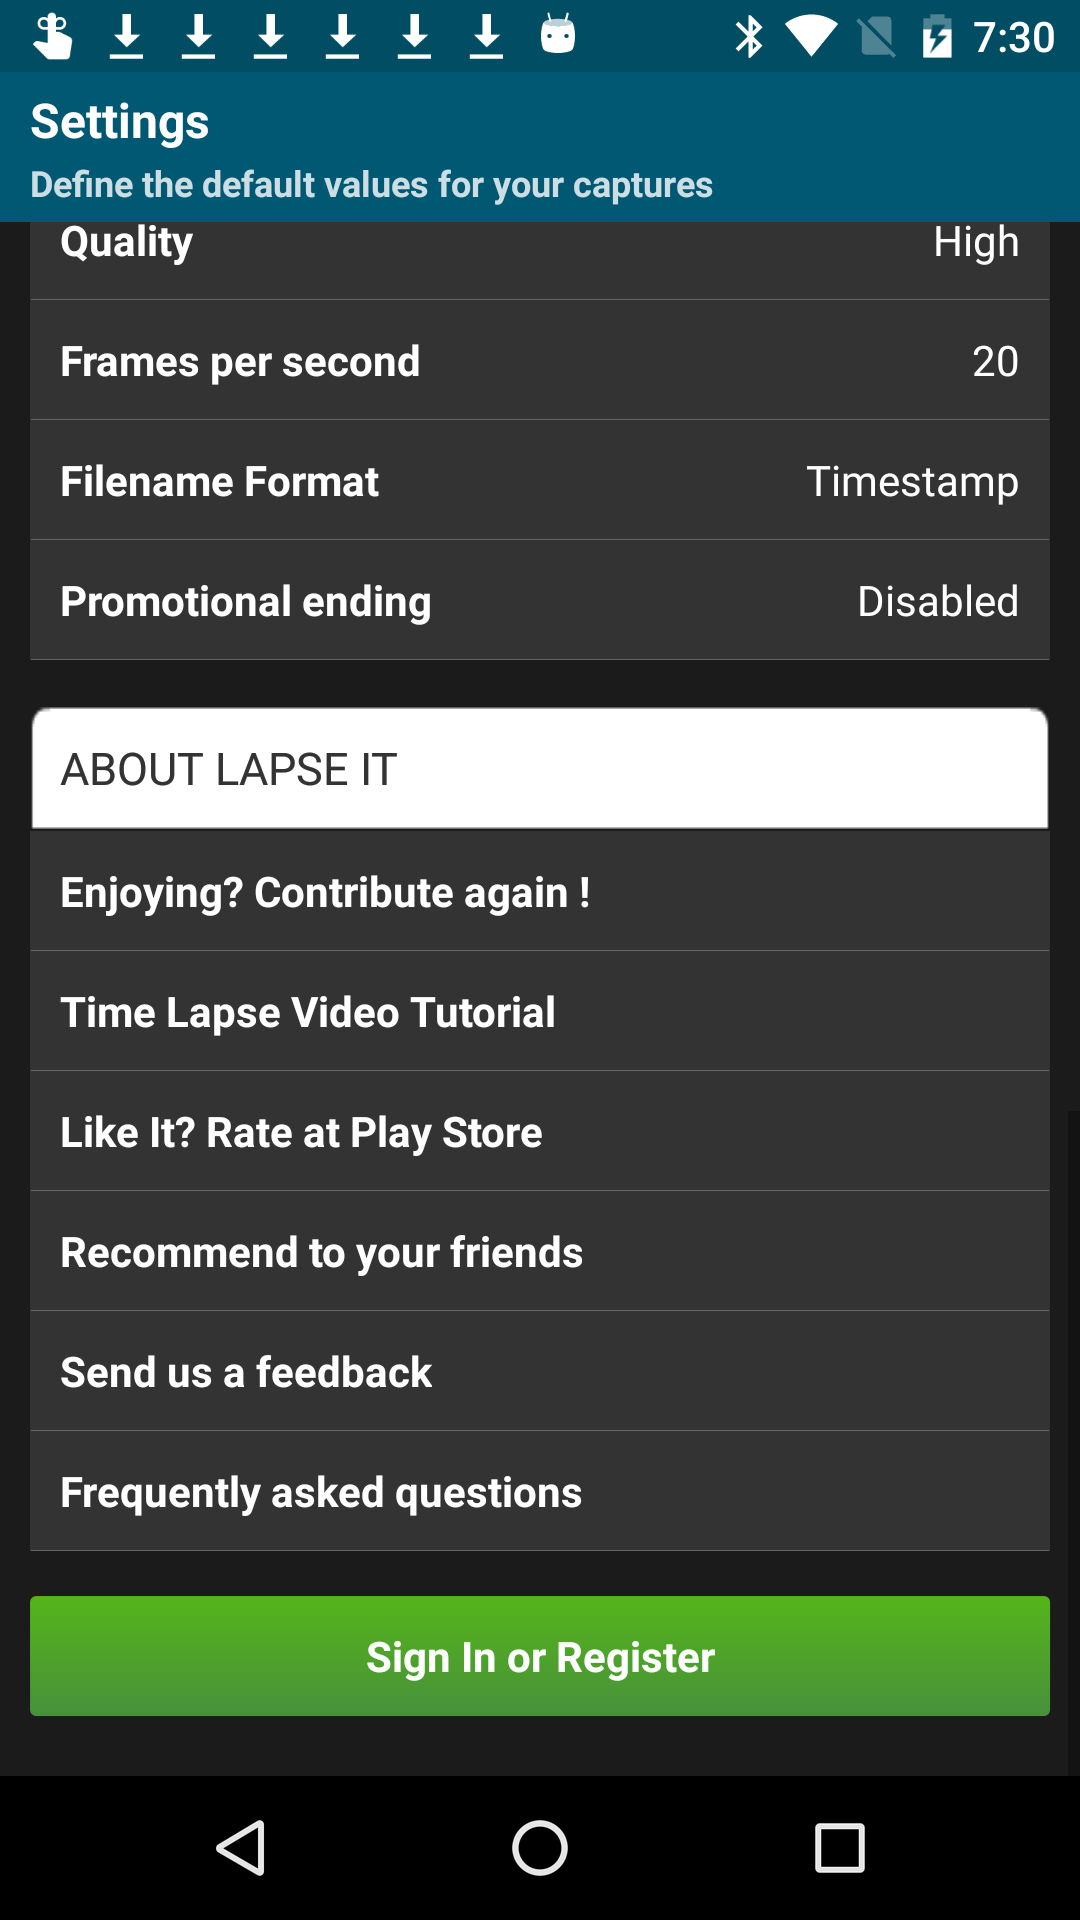 7:30
Settings
Define the default values for your captures
Quality High
Frames per second 20
Filename Format Timestamp
Promotional ending Disabled
ABOUT LAPSE IT
Enjoying? Contribute again !
Time Lapse Video Tutorial
Like It? Rate at Play Store
Recommend to your friends
Send us a feedback
Frequently asked questions
Sign In or Register